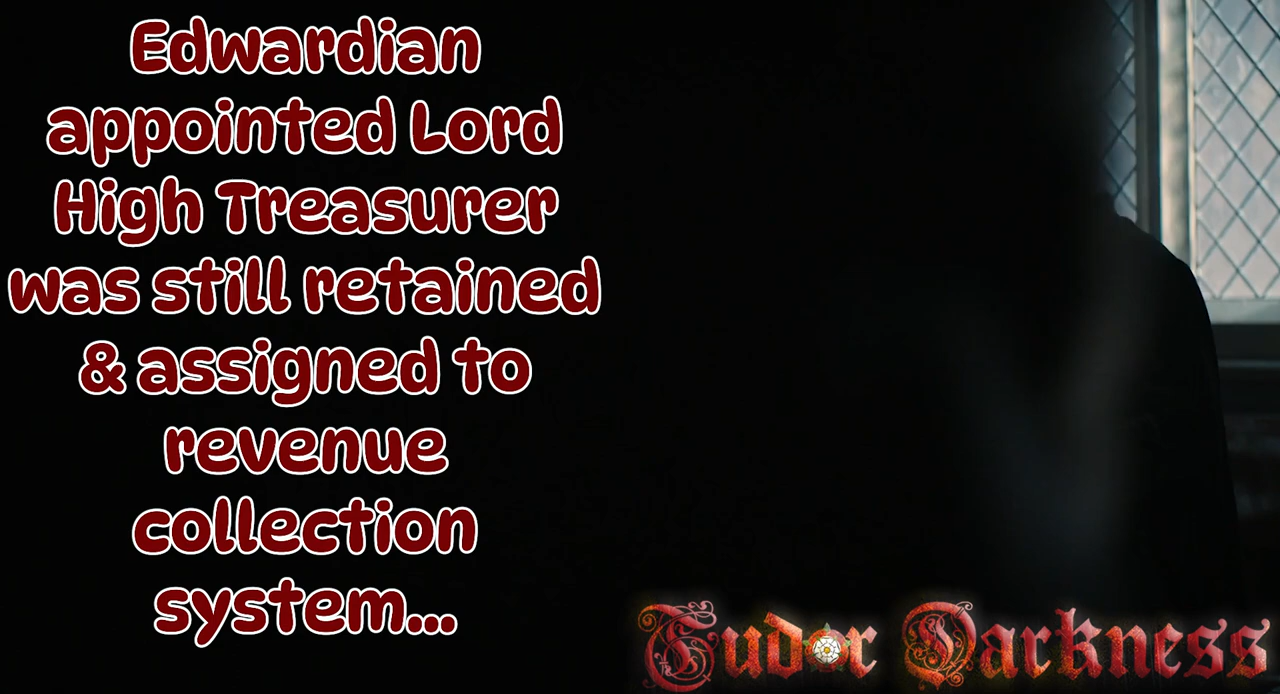 Edwardian
appointed Lord
High Treasurer
was still retained
& assigned to
revenue
collection
system...
Tudor Darkness